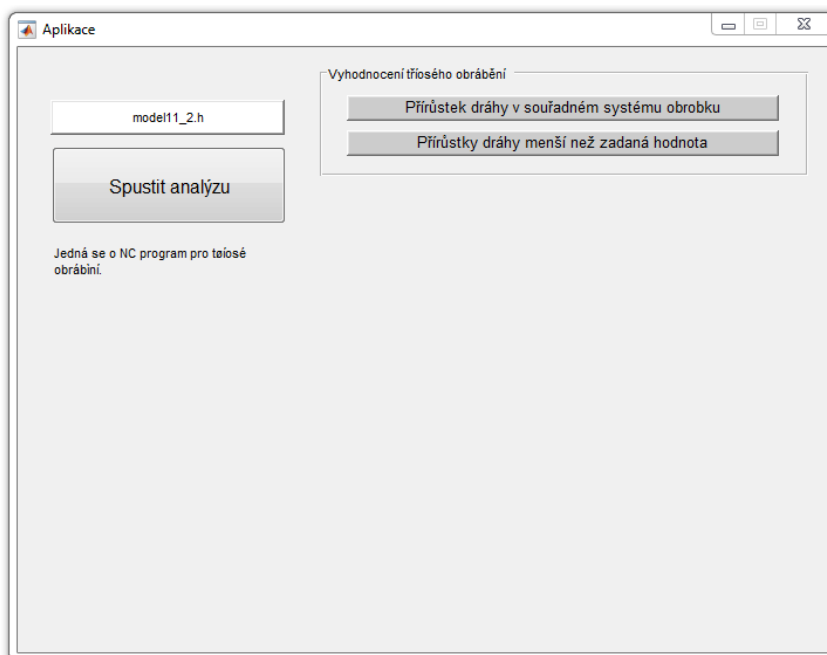 Aplikace
model11_2.h
Spustit analýzu
Jedná se o NC program pro tøíosé
obrábìní.
Vyhodnocení tříosého obrábění
Přírůstek dráhy v souřadném systému obrobku
Přírůstky dráhy menší než zadaná hodnota